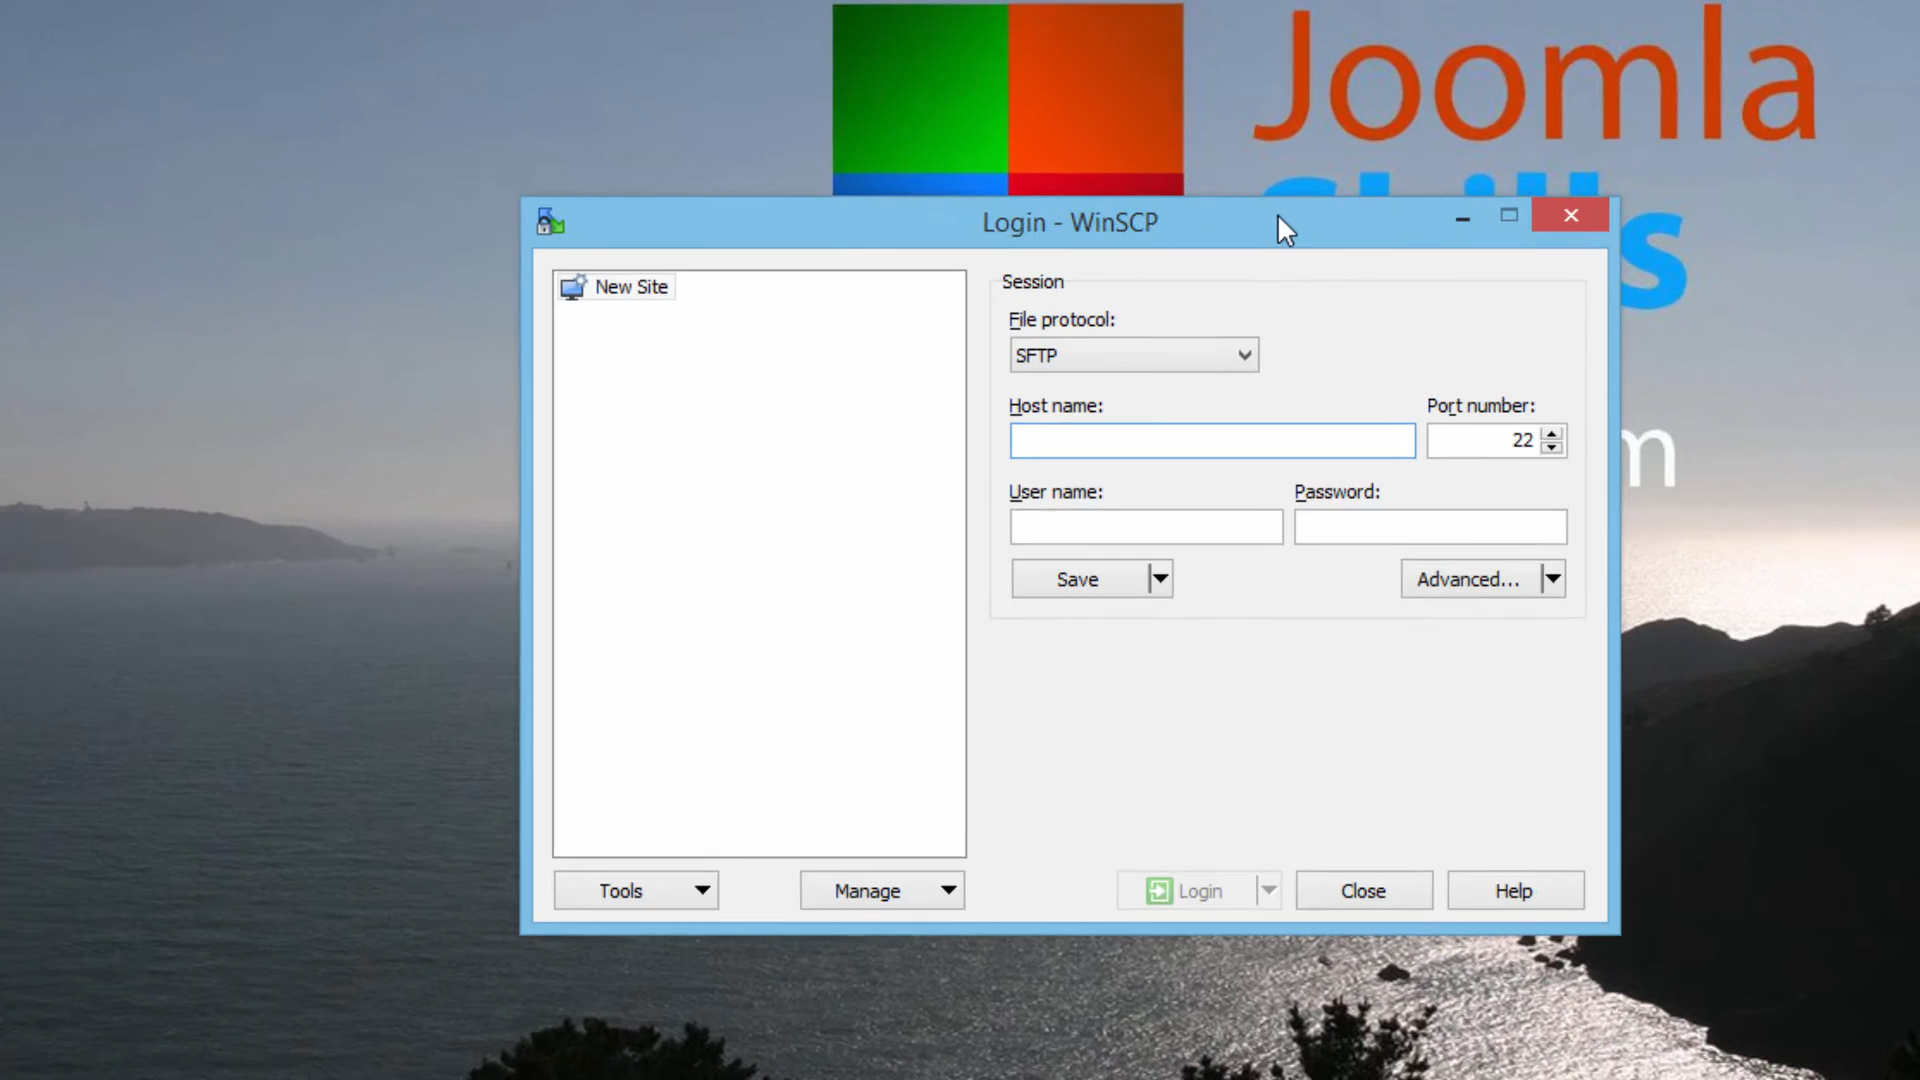 Joomla
Skills
m
Login - WinSCP
New Site
Session
File protocol:
SFTP
Host name:
Port number:
22
User name:
Password:
Save
Advanced...
Tools
Manage
Login
Close
Help